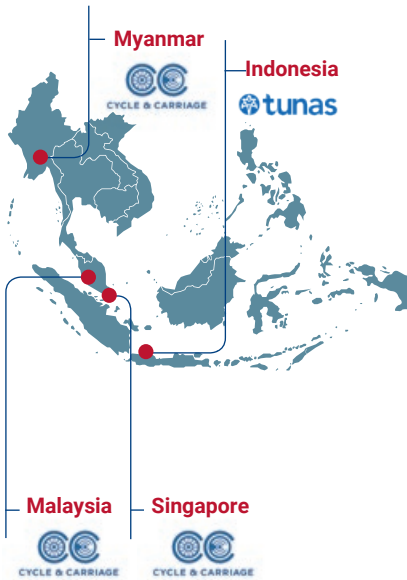 Myanmar
CYCLE & CARRIAGE
Indonesia
tunas
Malaysia
CYCLE & CARRIAGE
Singapore
CYCLE & CARRIAGE